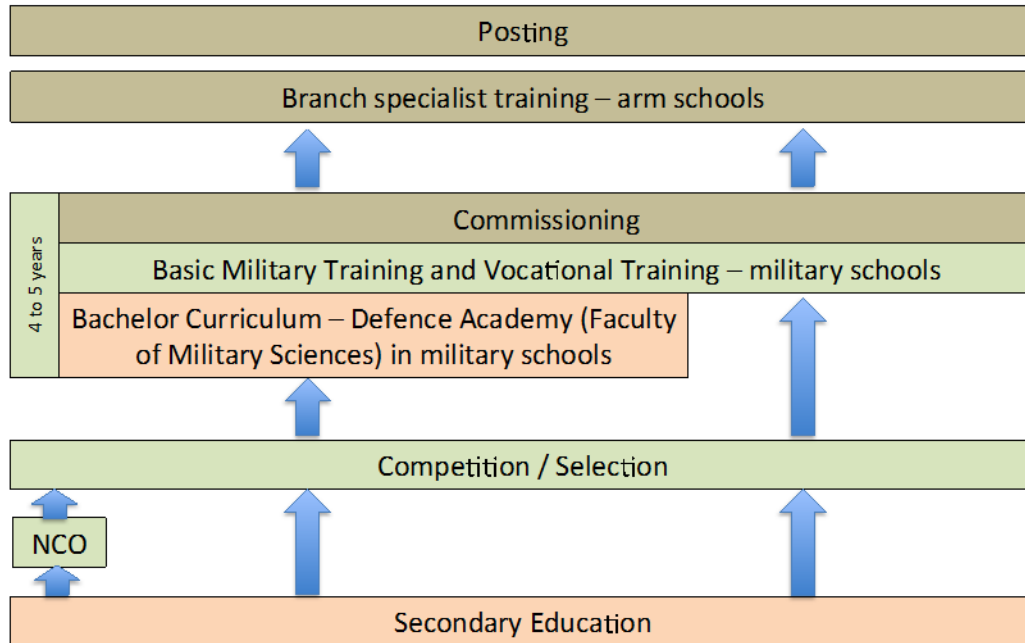 Posting
Branch specialist training – arm schools
4 to 5 years
Commissioning
Basic Military Training and Vocational Training – military schools
Bachelor Curriculum – Defence Academy (Faculty
of Military Sciences) in military schools
Competition / Selection
NCO
Secondary Education